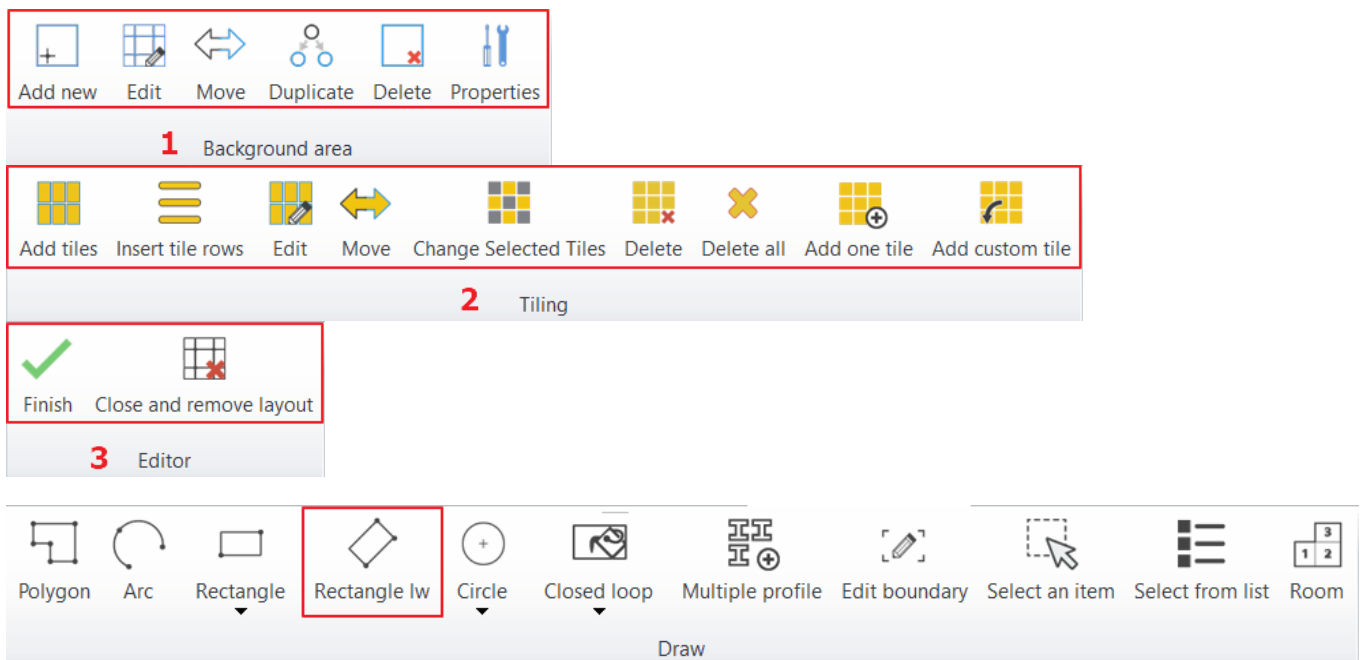 Add new Edit Move Duplicate Delete Properties
1 Background area
Add tiles Insert tile rows Edit Move Change Selected Tiles Delete Delete all Add one tile Add custom tile
2 Tiling
Finish Close and remove layout
3 Editor
3
1 2
Polygon Arc Rectangle Rectangle lw Circle Closed loop Multiple profile Edit boundary Select an item Select from list Room
Draw